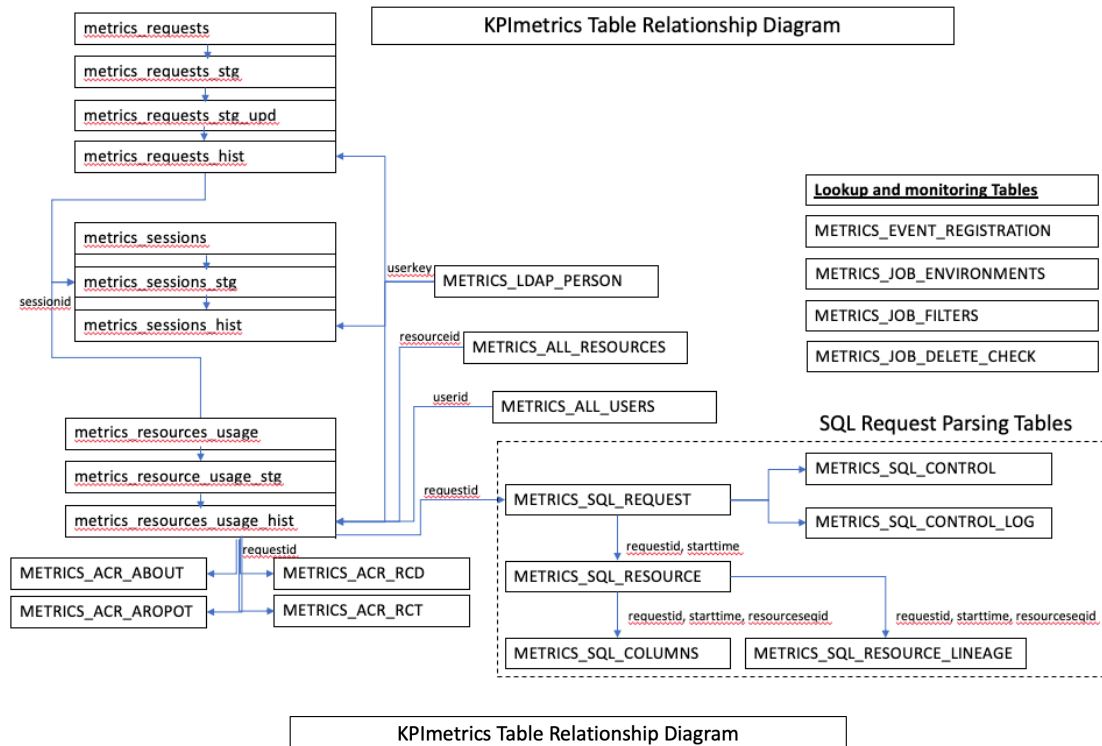 KPImetrics Table Relationship Diagram
metrics_requests
metrics_requests_stg
metrics_requests_stg_upd
metrics_requests_hist
metrics_sessions
metrics_sessions_stg
metrics_sessions_hist
sessionid
userkey
METRICS_LDAP_PERSON
resourceid
METRICS_ALL_RESOURCES
userid
METRICS_ALL_USERS
Lookup and monitoring Tables
METRICS_EVENT_REGISTRATION
METRICS_JOB_ENVIRONMENTS
METRICS_JOB_FILTERS
METRICS_JOB_DELETE_CHECK
metrics_resources_usage
metrics_resource_usage_stg
metrics_resources_usage_hist
requestid
METRICS_ACR_ABOUT
METRICS_ACR_RCD
METRICS_ACR_AROPOT
METRICS_ACR_RCT
SQL Request Parsing Tables
requestid
METRICS_SQL_REQUEST
METRICS_SQL_CONTROL
METRICS_SQL_CONTROL_LOG
requestid, starttime
METRICS_SQL_RESOURCE
requestid, starttime, resourceseqid
requestid, starttime, resourceseqid
METRICS_SQL_COLUMNS
METRICS_SQL_RESOURCE_LINEAGE
KPImetrics Table Relationship Diagram